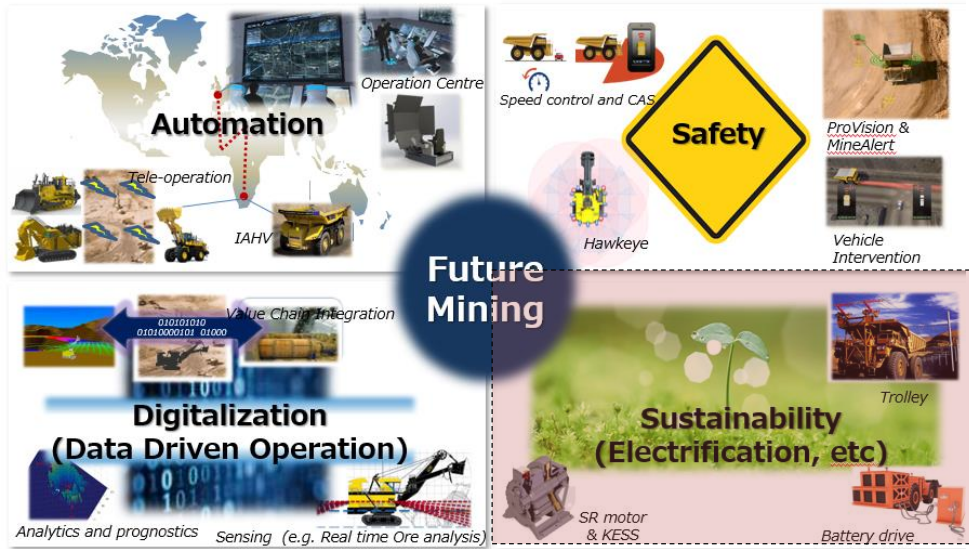 Operation Centre
Automation
Tele-operation
IAHV
Speed control and CAS
Safety
ProVision &
MineAlert
Hawkeye
Vehicle
Intervention
Future
Mining
Value Chain Integration
010101010
01010000101 01000
Digitalization
(Data Driven Operation)
Analytics and prognostics
Sensing (e.g. Real time Ore analysis)
Trolley
Sustainability
(Electrification, etc)
SR motor
& KESS
Battery drive